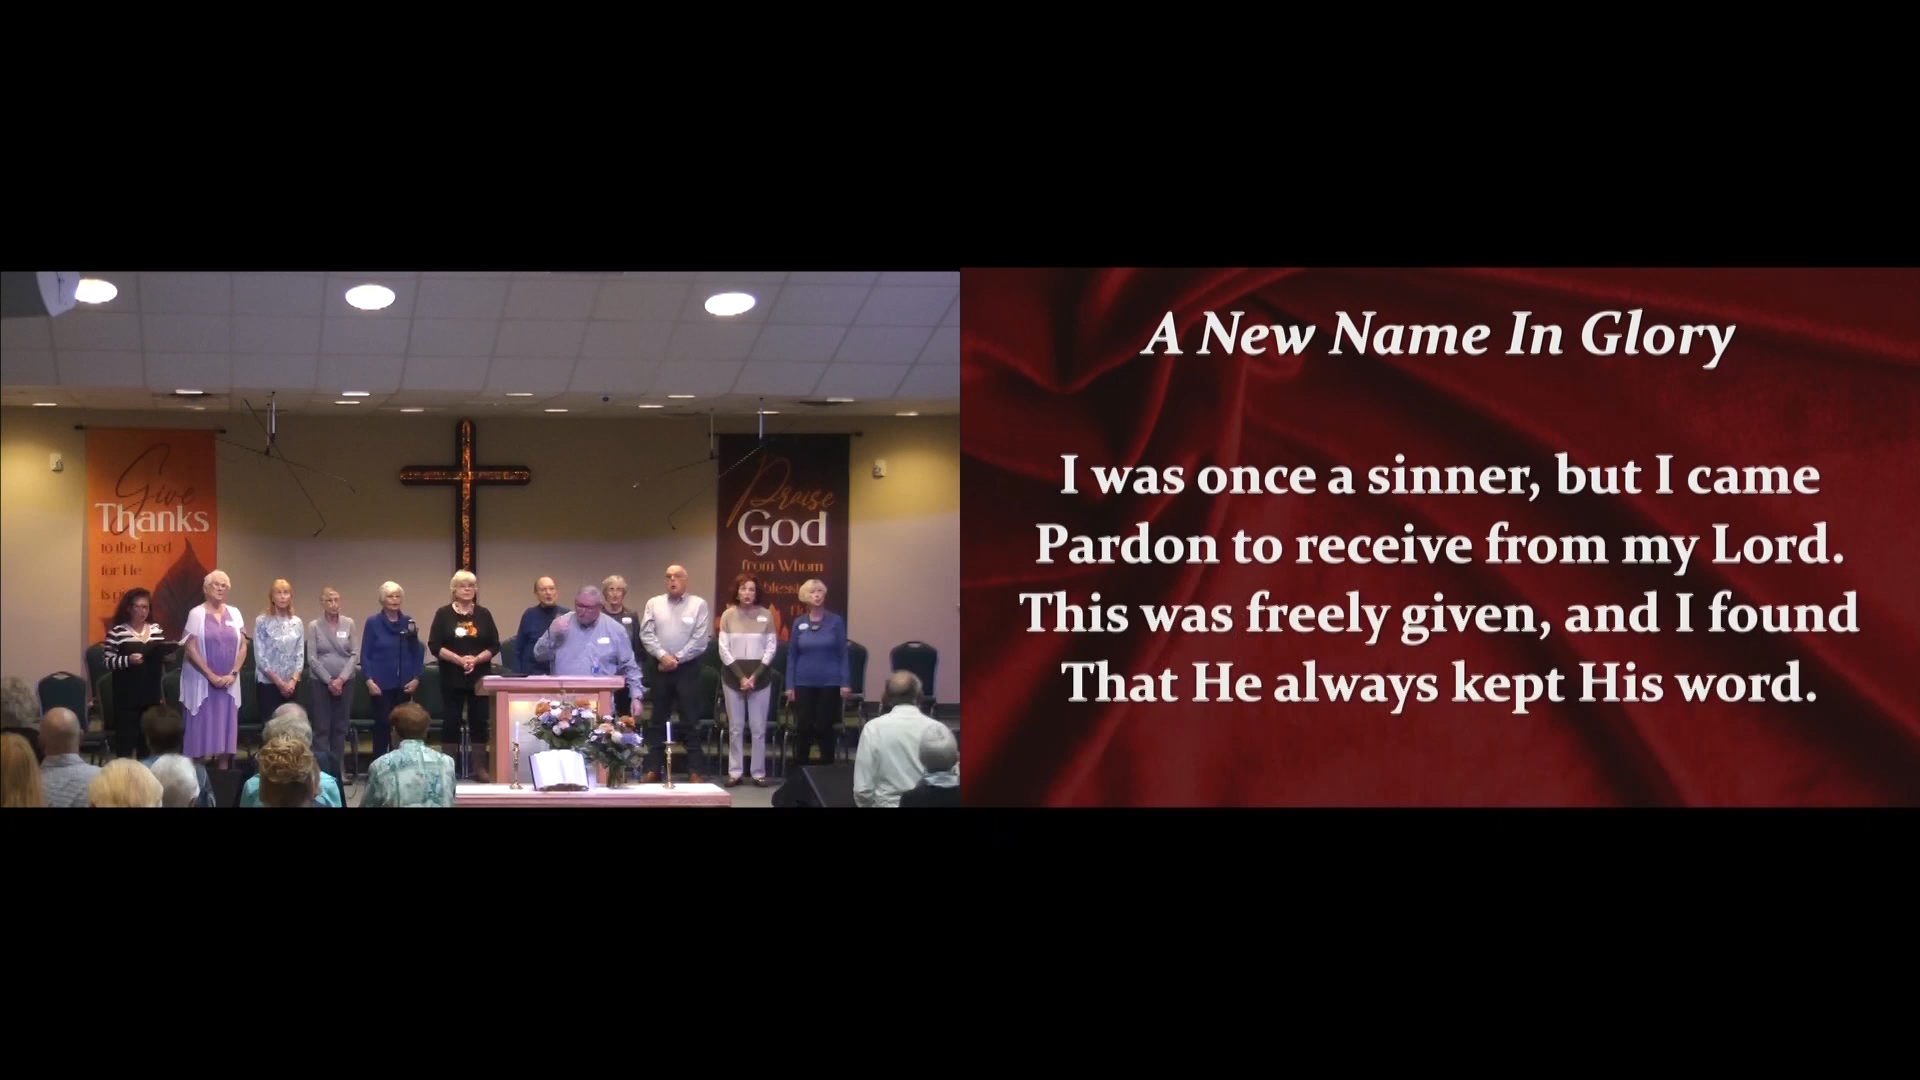 Give
Thanks
to the Lord
for He
is
Praise
God
from Whom
A New Name In Glory
I was once a sinner, but I came
Pardon to receive from my Lord.
This was freely given, and I found
That He always kept His word.